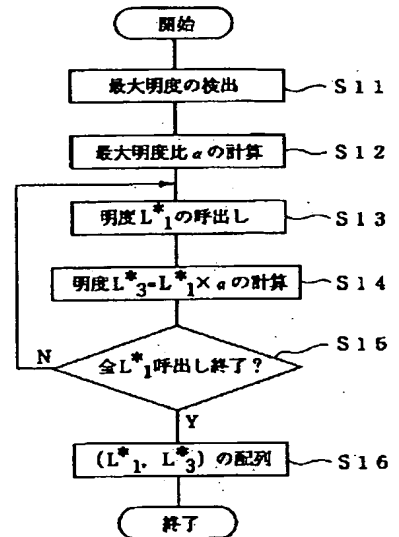 開始
最大明度の検出 S11
最大明度比αの計算 S12
明度L*1の呼出し S13
明度L*3=L*1×αの計算 S14
全L*1呼出し終了? S15
N
Y
(L*1, L*3)の配列 S16
終了